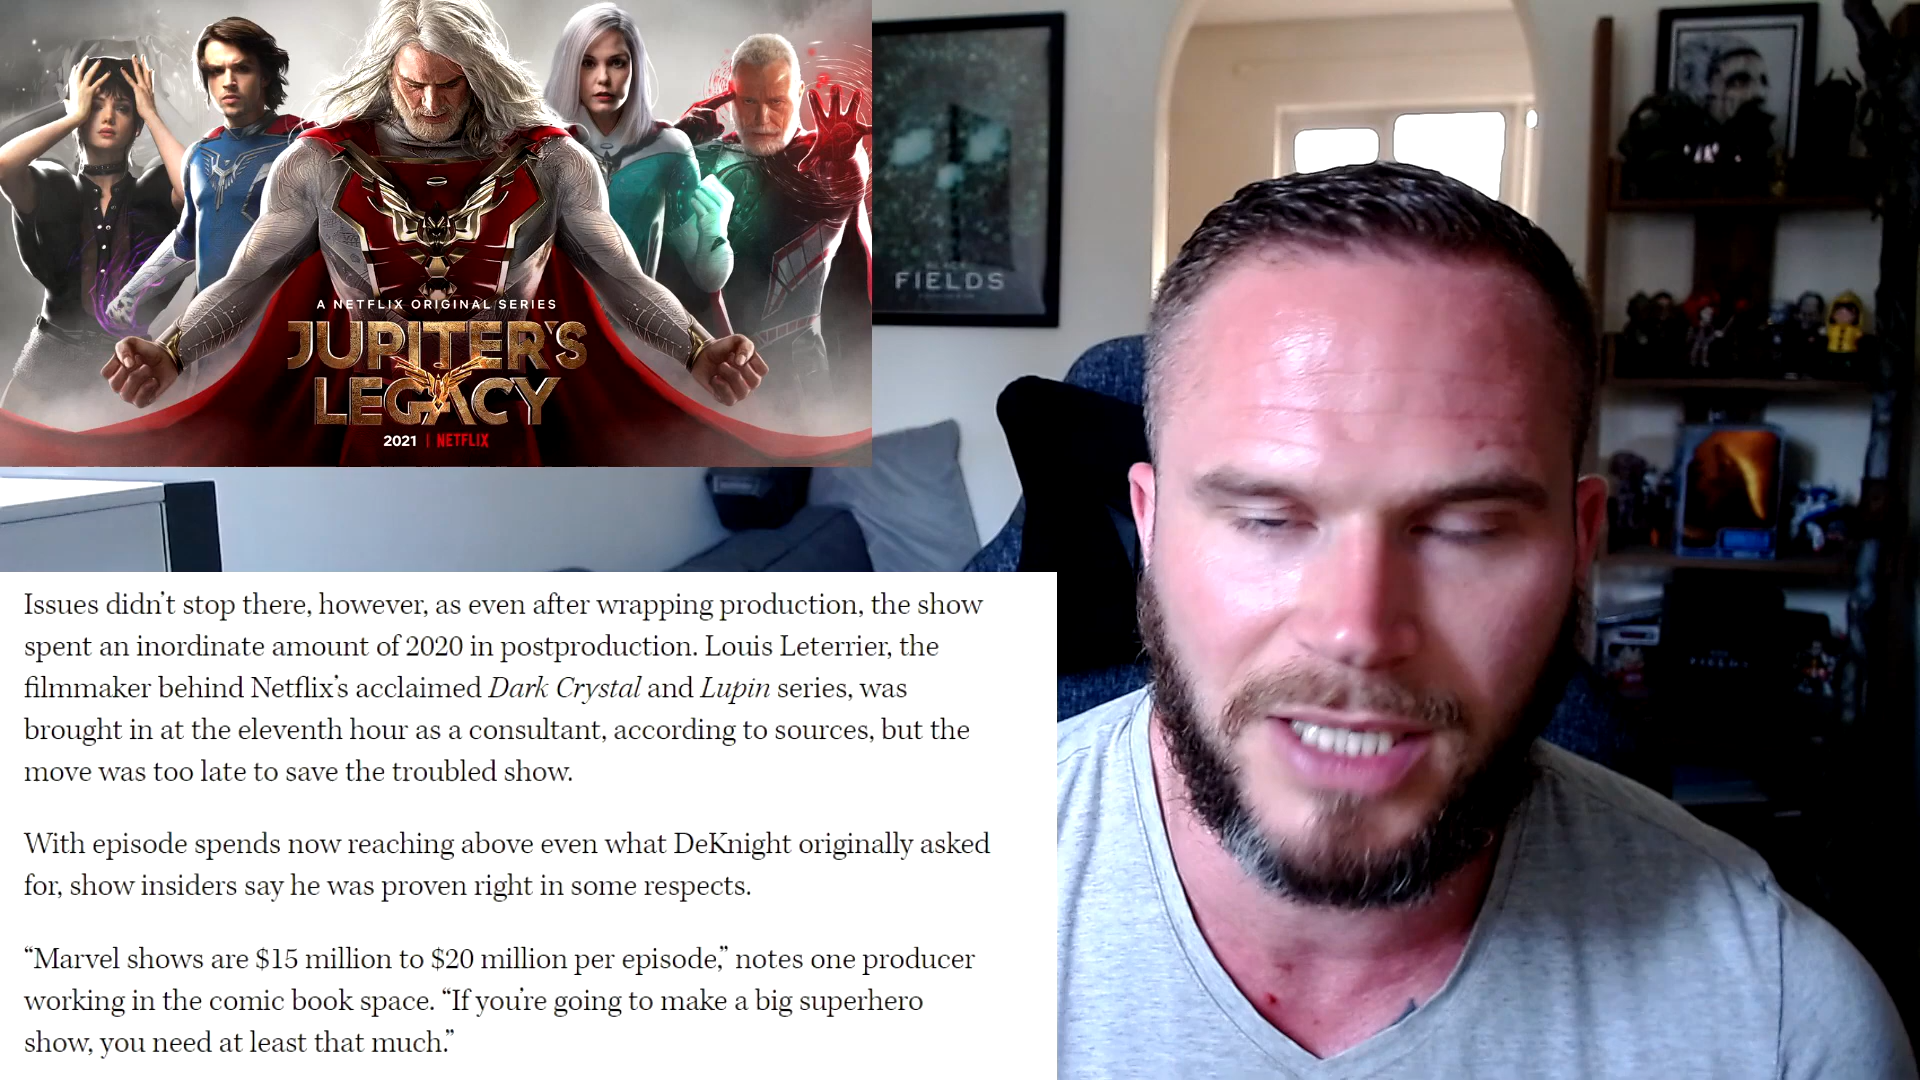 A NETFLIX ORIGINAL SERIES
JUPITER'S
LEGACY
2021 | NETFLIX
FIELDS
Issues didn't stop there, however, as even after wrapping production, the show
spent an inordinate amount of 2020 in postproduction. Louis Leterrier, the
filmmaker behind Netflix's acclaimed Dark Crystal and Lupin series, was
brought in at the eleventh hour as a consultant, according to sources, but the
move was too late to save the troubled show.
With episode spends now reaching above even what DeKnight originally asked
for, show insiders say he was proven right in some respects.
“Marvel shows are $15 million to $20 million per episode,” notes one producer
working in the comic book space. “If you're going to make a big superhero
show, you need at least that much.”